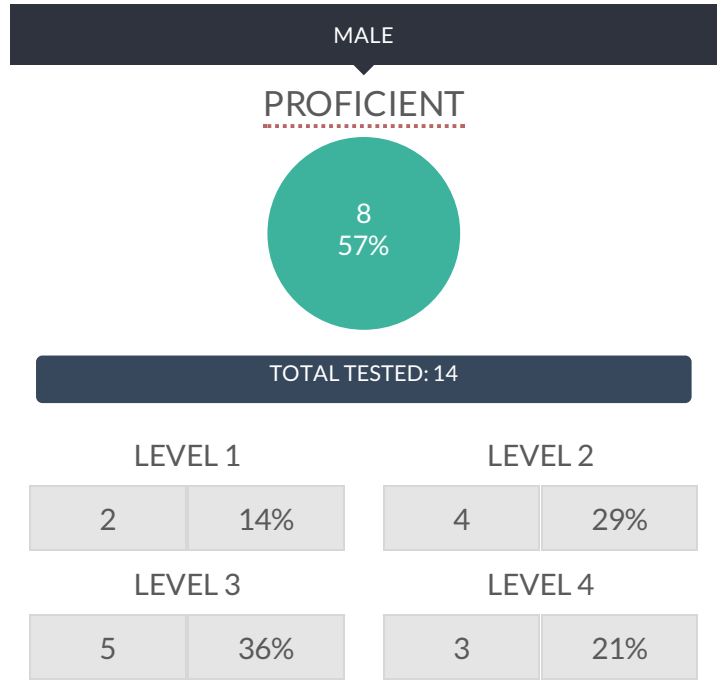 MALE
PROFICIENT
8
57%
TOTAL TESTED: 14
LEVEL 1
LEVEL 2
2 14%
4 29%
LEVEL 3
LEVEL 4
5 36%
3 21%